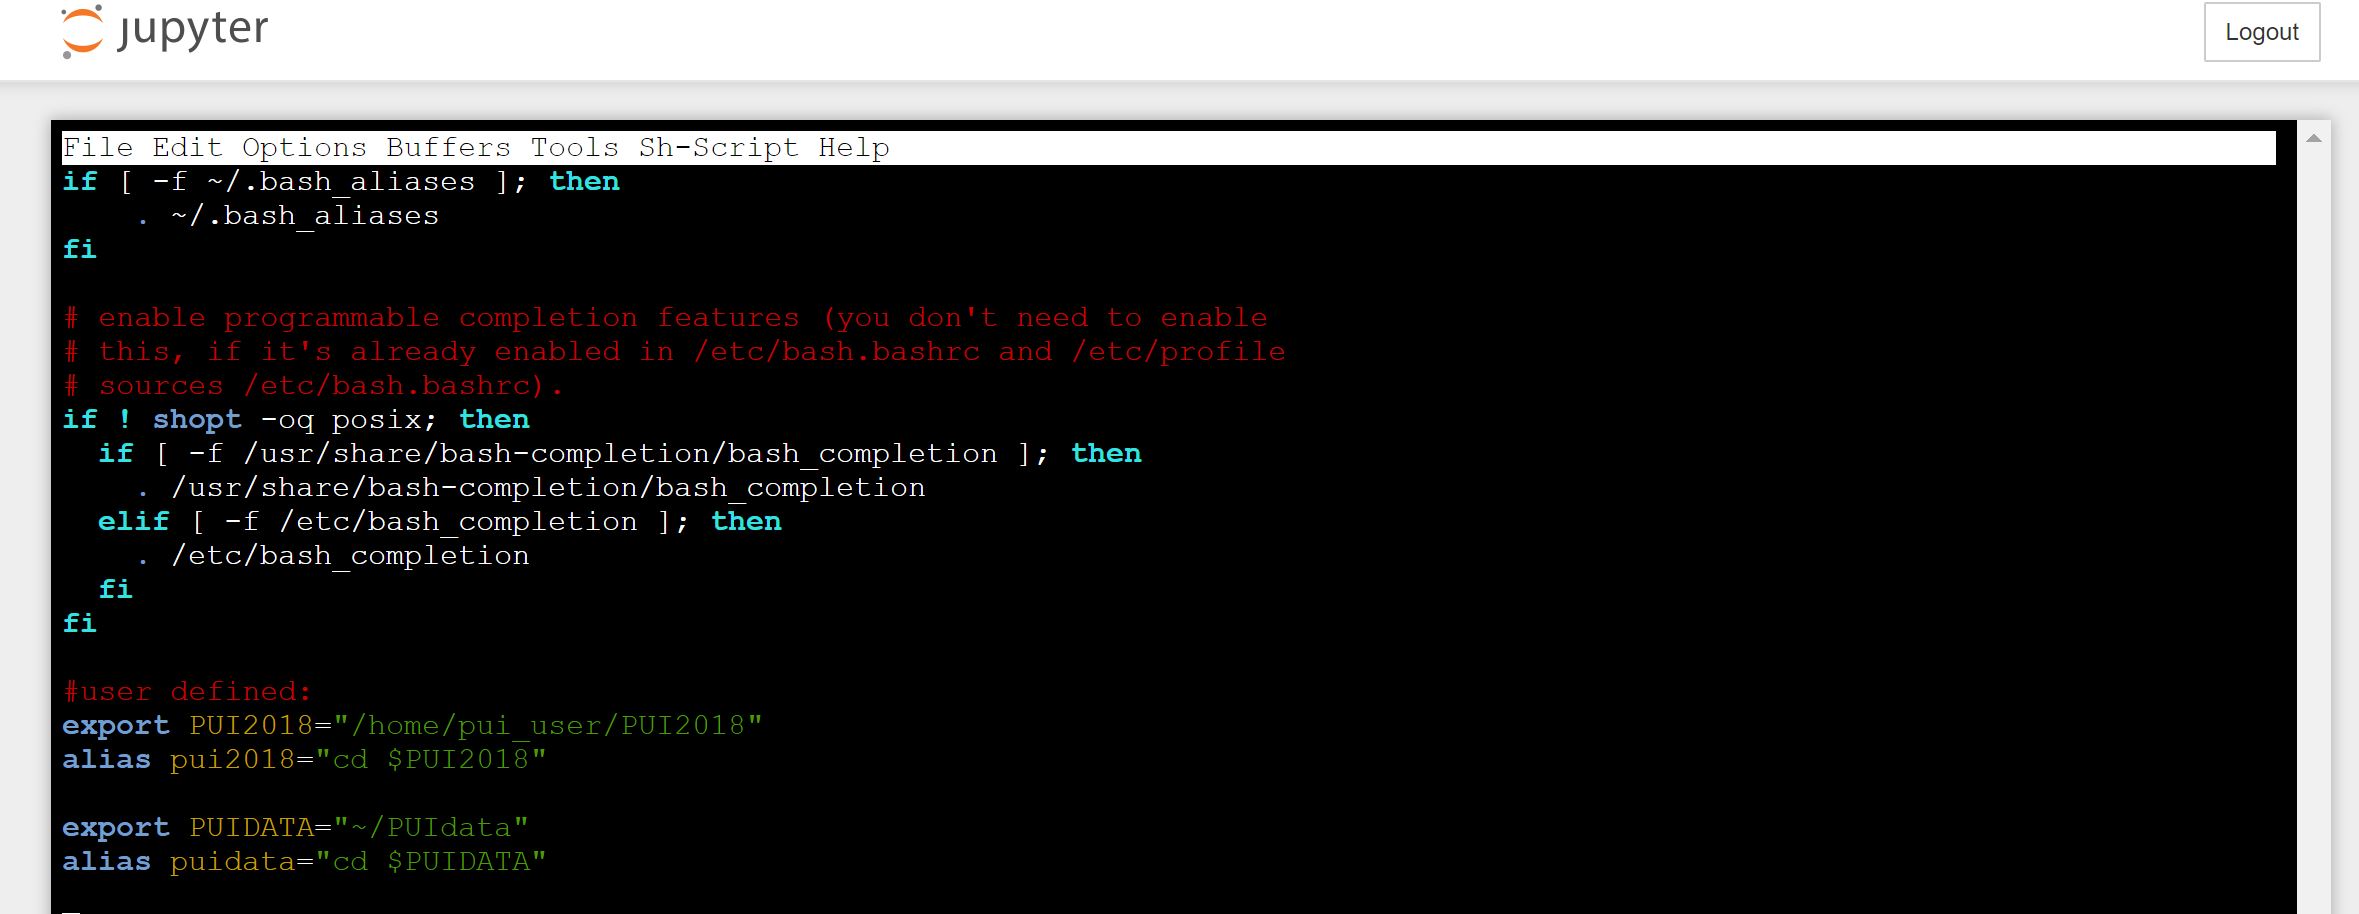 jupyter
Logout
File Edit Options Buffers Tools Sh-Script Help
if [ -f ~/.bash_aliases ]; then
    . ~/.bash_aliases
fi

# enable programmable completion features (you don't need to enable
# this, if it's already enabled in /etc/bash.bashrc and /etc/profile
# sources /etc/bash.bashrc).
if ! shopt -oq posix; then
  if [ -f /usr/share/bash-completion/bash_completion ]; then
    . /usr/share/bash-completion/bash_completion
  elif [ -f /etc/bash_completion ]; then
    . /etc/bash_completion
  fi
fi

#user defined:
export PUI2018="/home/pui_user/PUI2018"
alias pui2018="cd $PUI2018"

export PUIDATA="~/PUIdata"
alias puidata="cd $PUIDATA"